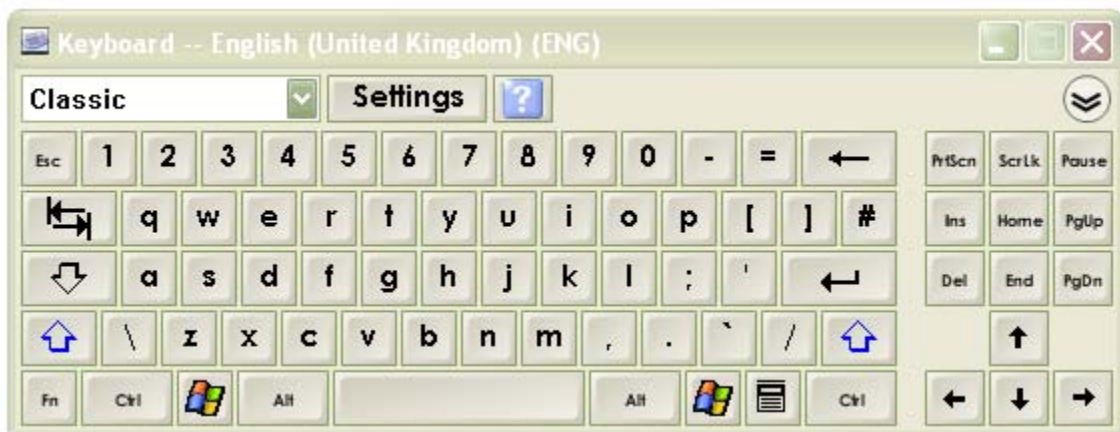 Keyboard -- English (United Kingdom) (ENG)
Classic Settings ?
Esc 1 2 3 4 5 6 7 8 9 0 - = PrtScn ScrLk Pause
q w e r t y u i o p [ ] # Ins Home PgUp
a s d f g h j k l ; ' Del End PgDn
\ z x c v b n m , . ` /
Fn Ctrl Alt Alt Ctrl